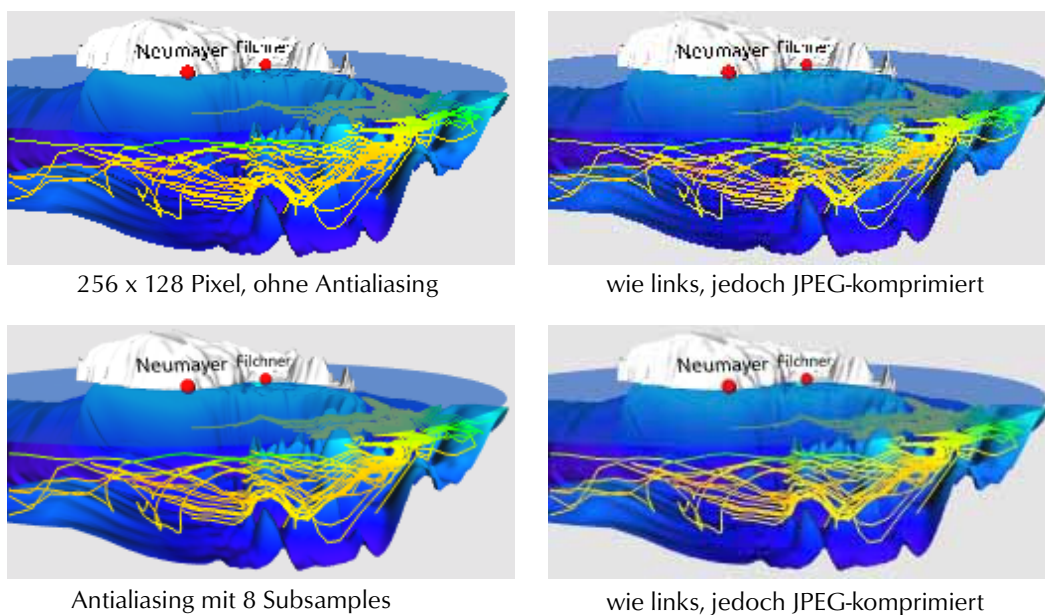 Neumayer Filchner
Neumayer Filchner
256 x 128 Pixel, ohne Antialiasing
wie links, jedoch JPEG-komprimiert
Neumayer Filchner
Neumayer Filchner
Antialiasing mit 8 Subsamples
wie links, jedoch JPEG-komprimiert